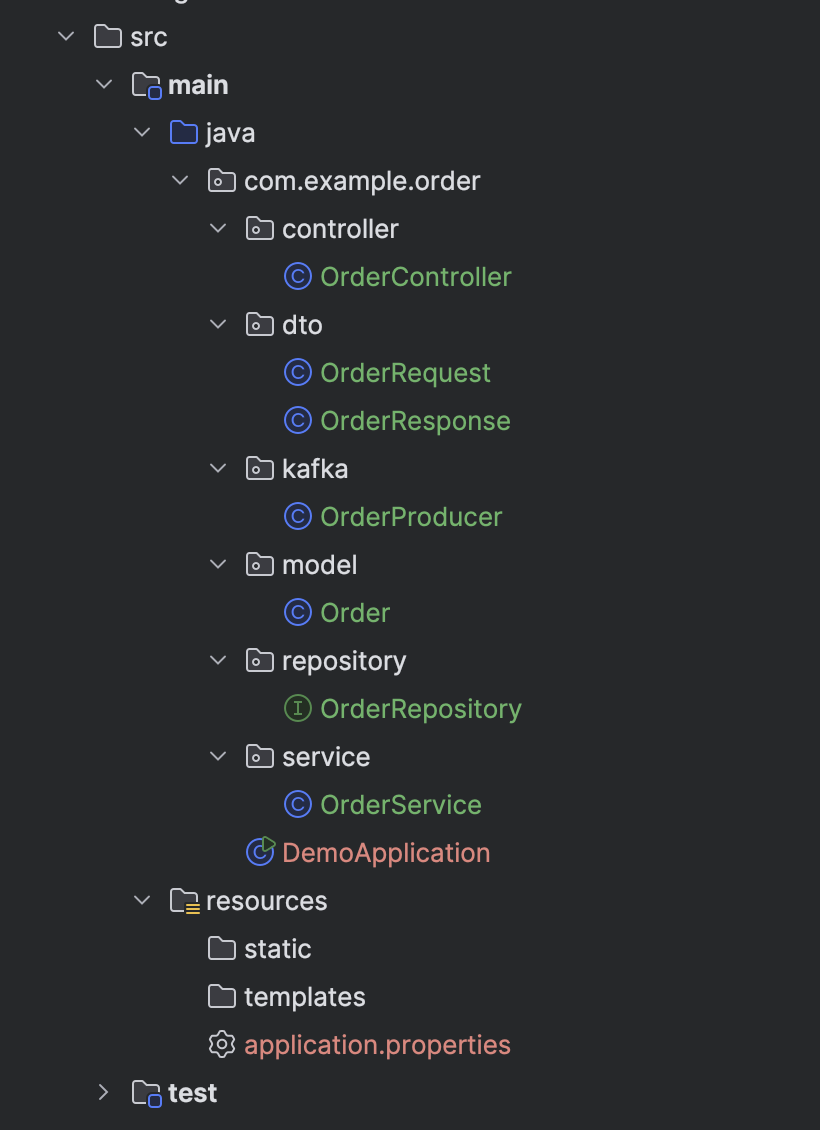 src
main
java
com.example.order
controller
OrderController
dto
OrderRequest
OrderResponse
kafka
OrderProducer
model
Order
repository
OrderRepository
service
OrderService
DemoApplication
resources
static
templates
application.properties
test